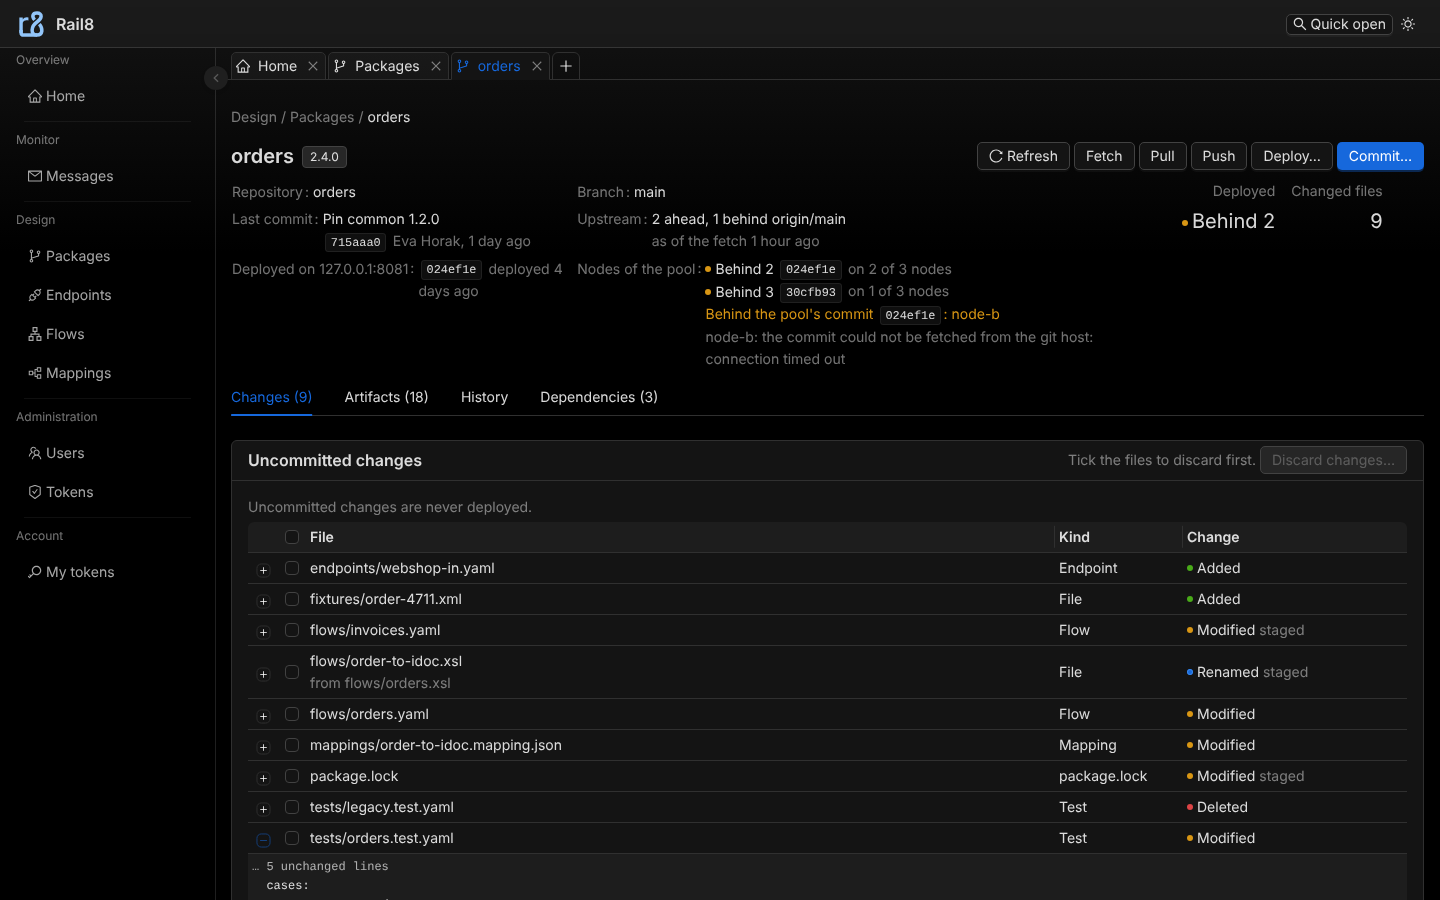 Rail8
Quick open
Overview
Home
Monitor
Messages
Design
Packages
Endpoints
Flows
Mappings
Administration
Users
Tokens
Account
My tokens
Home
Packages
orders
Design / Packages / orders
orders 2.4.0
Refresh
Fetch
Pull
Push
Deploy...
Commit...
Repository: orders
Branch: main
Last commit: Pin common 1.2.0
715aaa0 Eva Horak, 1 day ago
Upstream: 2 ahead, 1 behind origin/main
as of the fetch 1 hour ago
Deployed on 127.0.0.1:8081: 024ef1e deployed 4
days ago
Nodes of the pool: Behind 2 024ef1e on 2 of 3 nodes
Behind 3 30cfb93 on 1 of 3 nodes
Behind the pool's commit 024ef1e : node-b
node-b: the commit could not be fetched from the git host:
connection timed out
Deployed
Behind 2
Changed files
9
Changes (9)
Artifacts (18)
History
Dependencies (3)
Uncommitted changes
Tick the files to discard first.
Discard changes...
Uncommitted changes are never deployed.
File Kind Change
endpoints/webshop-in.yaml Endpoint Added
fixtures/order-4711.xml File Added
flows/invoices.yaml Flow Modified staged
flows/order-to-idoc.xsl File Renamed staged
from flows/orders.xsl
flows/orders.yaml Flow Modified
mappings/order-to-idoc.mapping.json Mapping Modified
package.lock package.lock Modified staged
tests/legacy.test.yaml Test Deleted
tests/orders.test.yaml Test Modified
… 5 unchanged lines
cases: